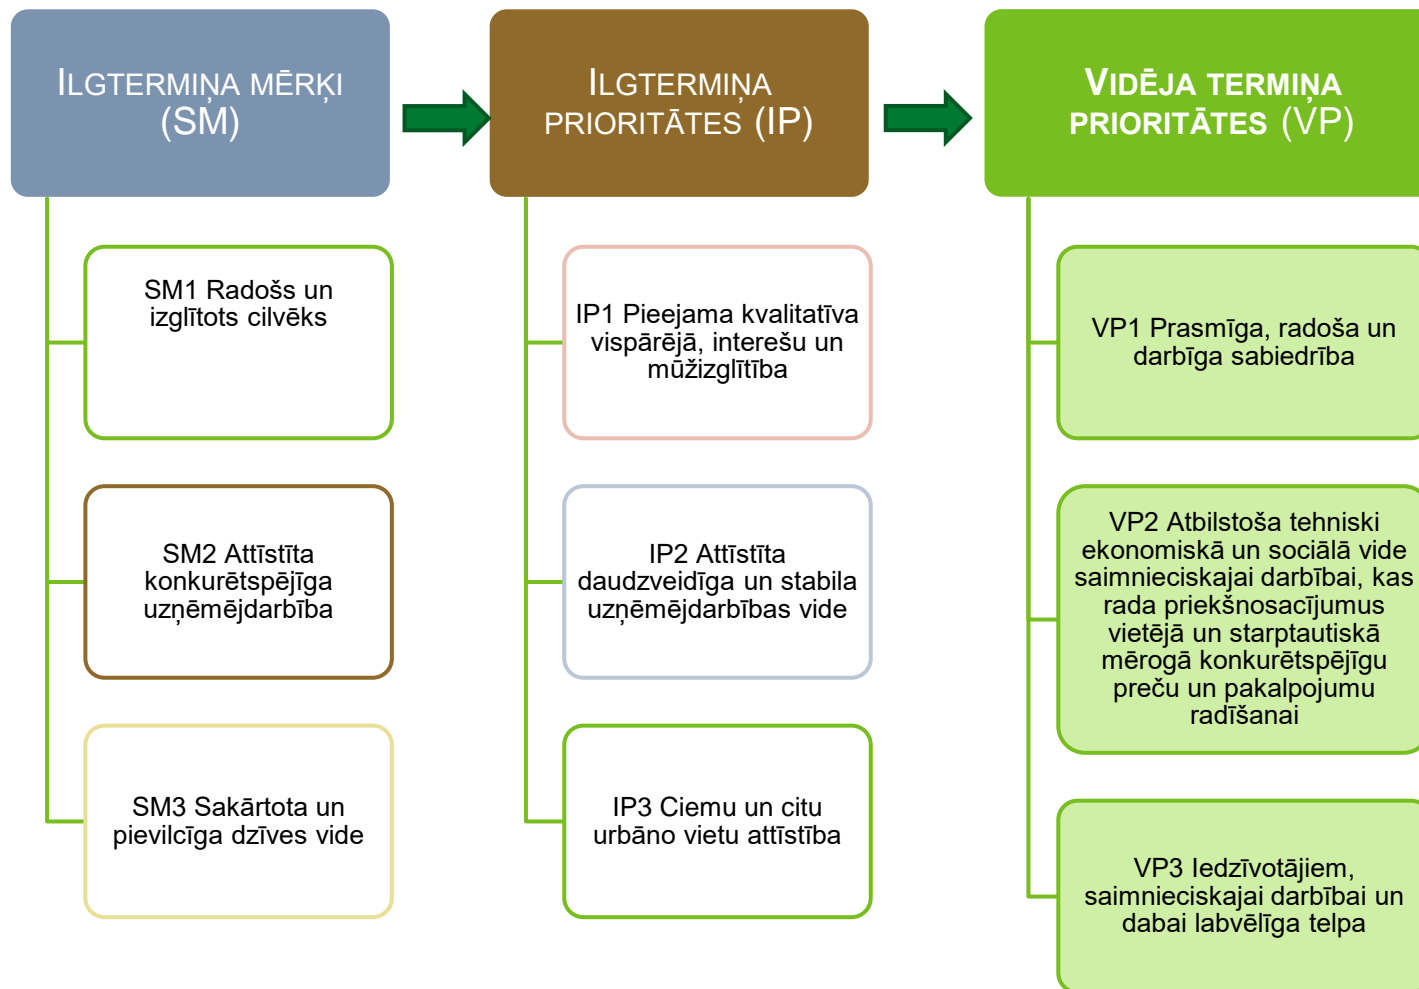 ILGTERMIŅA MĒRĶI
(SM)
SM1 Radošs un
izglītots cilvēks
SM2 Attīstīta
konkurētspējīga
uzņēmējdarbība
SM3 Sakārtota un
pievilcīga dzīves vide
ILGTERMIŅA
PRIORITĀTES (IP)
IP1 Pieejama kvalitatīva
vispārējā, interešu un
mūžizglītība
IP2 Attīstīta
daudzveidīga un stabila
uzņēmējdarbības vide
IP3 Ciemu un citu
urbāno vietu attīstība
VIDĒJA TERMIŅA
PRIORITĀTES (VP)
VP1 Prasmīga, radoša un
darbīga sabiedrība
VP2 Atbilstoša tehniski
ekonomiskā un sociālā vide
saimnieciskajai darbībai, kas
rada priekšnosacījumus
vietējā un starptautiskā
mērogā konkurētspējīgu
preču un pakalpojumu
radīšanai
VP3 Iedzīvotājiem,
saimnieciskajai darbībai un
dabai labvēlīga telpa